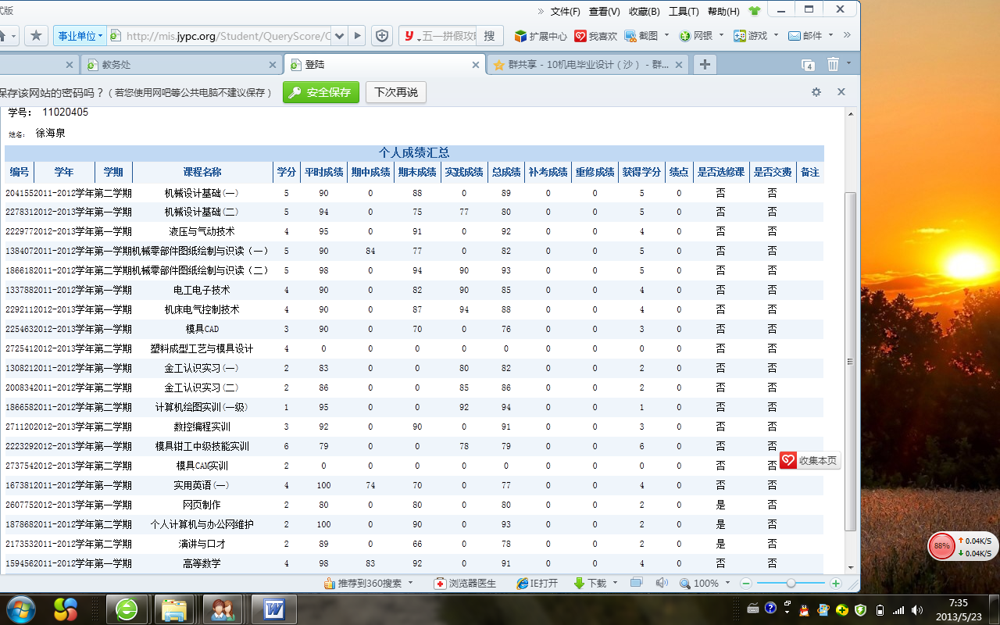 式版
» 文件(F) 查看(V) 收藏(B) 工具(T) 帮助(H)
事业单位 http://mis.jypc.org/Student/QueryScore/ 五一拼假攻 搜 扩展中心 我喜欢 截图 网银 游戏 邮件 »
教务处 登陆 群共享 - 10机电毕业设计（沙） - 群... 4
保存该网站的密码吗？（若您使用网吧等公共电脑不建议保存） 安全保存 下次再说
学号： 11020405
姓名： 徐海泉
个人成绩汇总
编号 学年 学期 课程名称 学分 平时成绩 期中成绩 期末成绩 实践成绩 总成绩 补考成绩 重修成绩 获得学分 绩点 是否选修课 是否交费 备注
204155 2011-2012学年 第二学期 机械设计基础(一) 5 90 0 88 0 89 0 0 5 0 否 否
227831 2012-2013学年 第一学期 机械设计基础(二) 5 94 0 75 77 80 0 0 5 0 否 否
222977 2012-2013学年 第一学期 液压与气动技术 4 95 0 91 0 92 0 0 4 0 否 否
138407 2011-2012学年 第一学期 机械零部件图纸绘制与识读（一） 5 90 84 77 0 82 0 0 5 0 否 否
186618 2011-2012学年 第二学期 机械零部件图纸绘制与识读（二） 5 98 0 94 90 93 0 0 5 0 否 否
133788 2011-2012学年 第一学期 电工电子技术 4 90 0 82 90 85 0 0 4 0 否 否
229211 2012-2013学年 第一学期 机床电气控制技术 4 90 0 87 94 88 0 0 4 0 否 否
225463 2012-2013学年 第一学期 模具CAD 3 90 0 70 0 76 0 0 3 0 否 否
272541 2012-2013学年 第二学期 塑料成型工艺与模具设计 4 0 0 0 0 0 0 0 0 0 否 否
130821 2011-2012学年 第一学期 金工认识实习(一) 2 83 0 0 80 82 0 0 2 0 否 否
200834 2011-2012学年 第二学期 金工认识实习(二) 2 86 0 0 85 86 0 0 2 0 否 否
186658 2011-2012学年 第二学期 计算机绘图实训(一级) 1 95 0 0 92 94 0 0 1 0 否 否
271120 2012-2013学年 第二学期 数控编程实训 3 92 0 90 0 91 0 0 3 0 否 否
222329 2012-2013学年 第一学期 模具钳工中级技能实训 6 79 0 0 78 79 0 0 6 0 否 否
273754 2012-2013学年 第二学期 模具CAM实训 2 0 0 0 0 0 0 0 0 0 否 否
收集本页
167381 2011-2012学年 第一学期 实用英语(一) 4 100 74 70 0 77 0 0 4 0 否 否
260775 2012-2013学年 第一学期 网页制作 2 80 0 80 0 80 0 0 2 0 是 否
187868 2011-2012学年 第二学期 个人计算机与办公网维护 2 100 0 90 0 93 0 0 2 0 是 否
217353 2011-2012学年 第二学期 演讲与口才 2 89 0 66 0 78 0 0 2 0 是 否
159456 2011-2012学年 第一学期 高等数学 4 98 83 92 0 91 0 0 4 0 否 否
88% 0.04K/S
0.04K/S
推荐到360搜索 浏览器医生 IE打开 下载 100%
7:35
2013/5/23